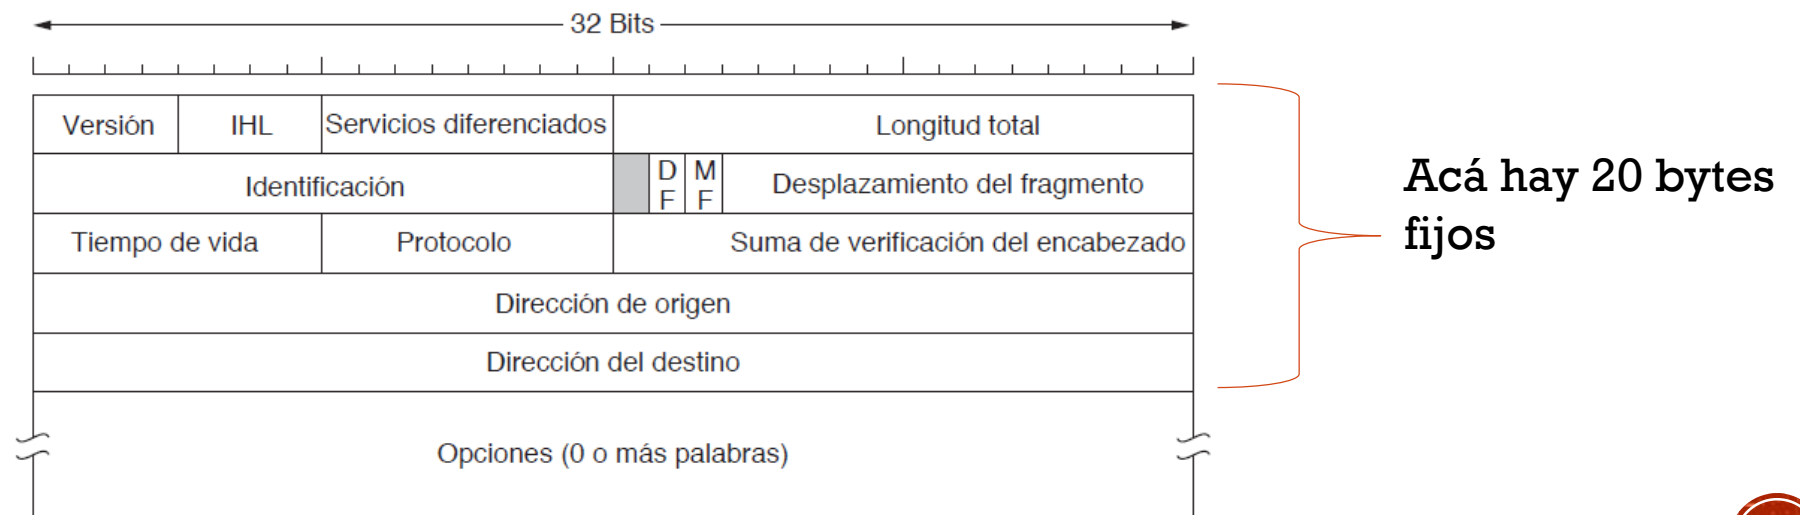 32 Bits
Versión IHL Servicios diferenciados Longitud total
Identificación D F M F Desplazamiento del fragmento
Tiempo de vida Protocolo Suma de verificación del encabezado
Dirección de origen
Dirección del destino
Opciones (0 o más palabras)
Acá hay 20 bytes
fijos